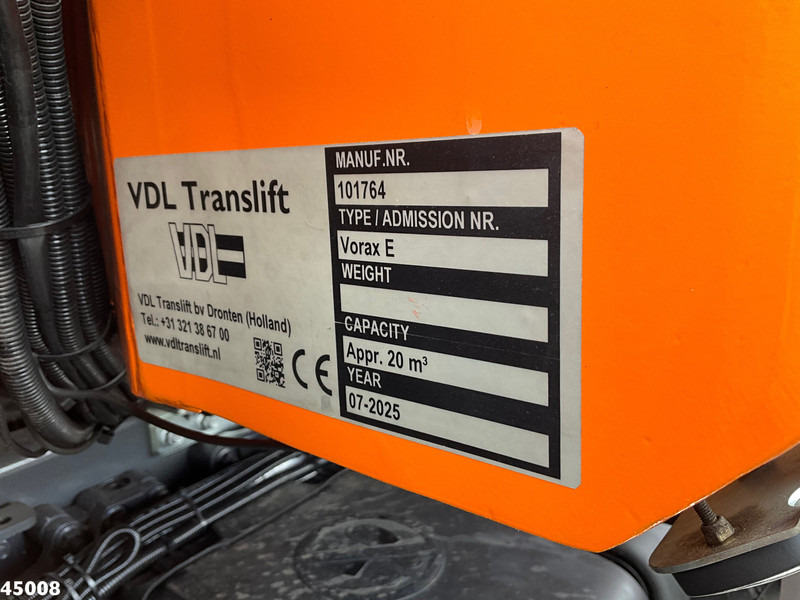 VDL Translift
VDL
VDL Translift bv Dronten (Holland)
Tel.: +31 321 38 67 00
www.vdltranslift.nl
CE
MANUF.NR.
101764
TYPE / ADMISSION NR.
Vorax E
WEIGHT
CAPACITY
Appr. 20 m³
YEAR
07-2025
45008